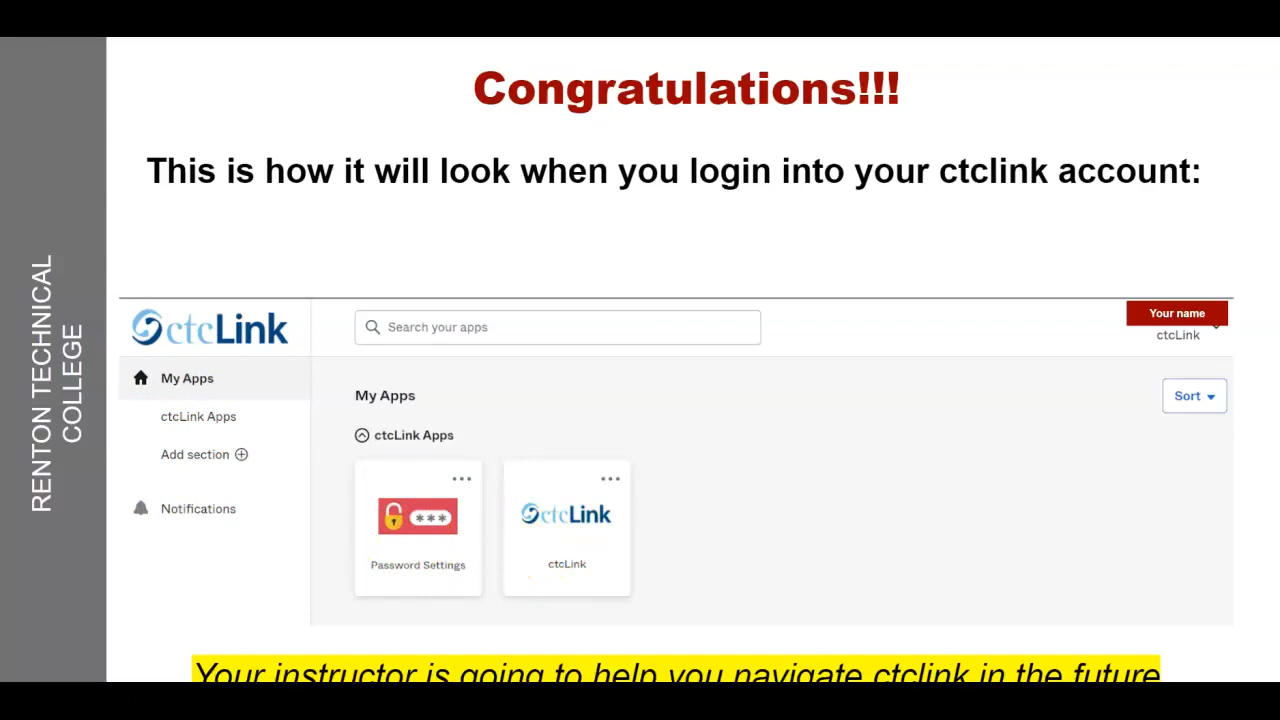 Congratulations!!!
This is how it will look when you login into your ctclink account:
RENTON TECHNICAL
COLLEGE
ctcLink
Search your apps
Your name
ctcLink
My Apps
ctcLink Apps
Add section
Notifications
My Apps
Sort
ctcLink Apps
***
Password Settings
ctcLink
ctcLink
Your instructor is going to help you navigate ctclink in the future